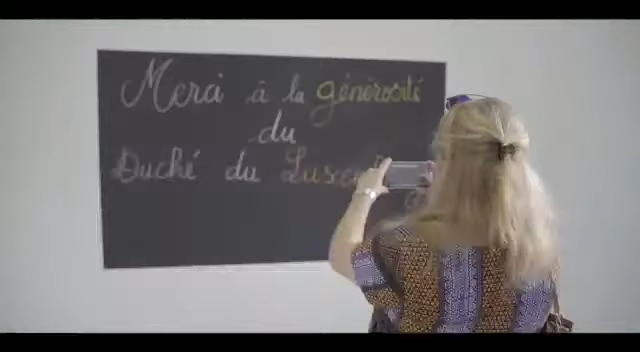 Merci à la générosité
du
Duché du